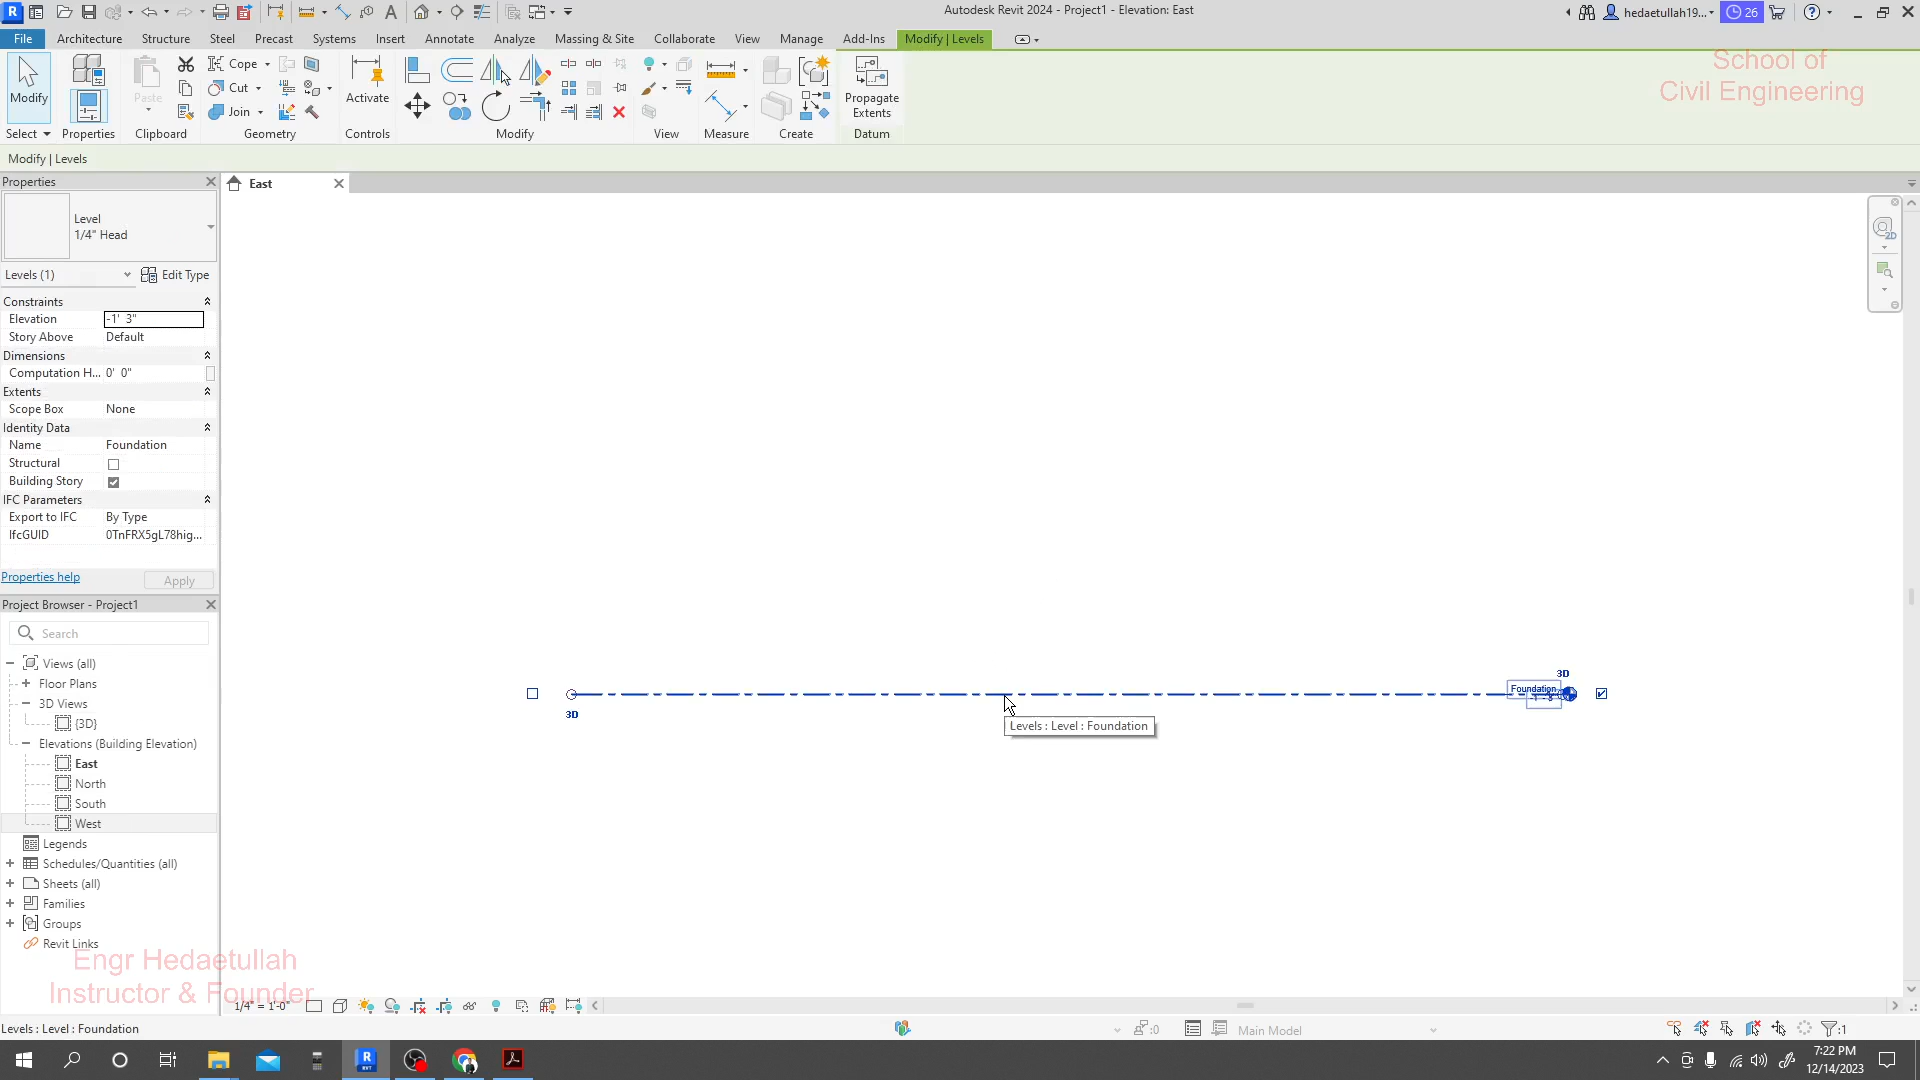 Autodesk Revit 2024 - Project1 - Elevation: East
hedaetullah19...
26
File Architecture Structure Steel Precast Systems Insert Annotate Analyze Massing & Site Collaborate View Manage Add-Ins Modify | Levels
School of
Civil Engineering
Modify
Paste
Cope
Cut
Join
Activate
Propagate
Extents
Select Properties Clipboard Geometry Controls Modify View Measure Create Datum
Modify | Levels
Properties
East
Level
1/4" Head
Levels (1)
Edit Type
Constraints
Elevation -1' 3"
Story Above Default
Dimensions
Computation H... 0' 0"
Extents
Scope Box None
Identity Data
Name Foundation
Structural
Building Story
IFC Parameters
Export to IFC By Type
IfcGUID 0TnFRX5gL78hig...
Properties help
Apply
Project Browser - Project1
Search
Views (all)
Floor Plans
3D Views
{3D}
Elevations (Building Elevation)
East
North
South
West
Legends
Schedules/Quantities (all)
Sheets (all)
Families
Groups
Revit Links
3D
Foundation
3D
Levels : Level : Foundation
Engr Hedaetullah
Instructor & Founder
1/4" = 1'-0"
Levels : Level : Foundation
:0
Main Model
:1
7:22 PM
12/14/2023